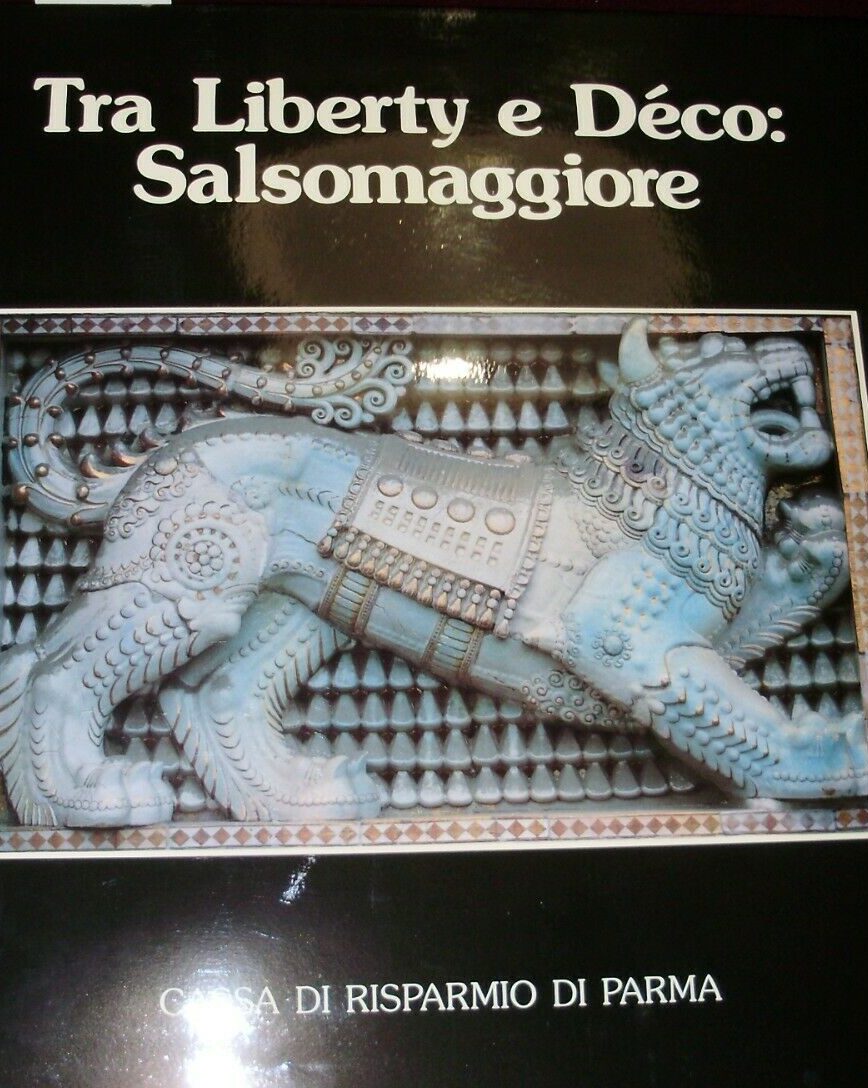 Tra Liberty e Déco:
Salsomaggiore
CASSA DI RISPARMIO DI PARMA